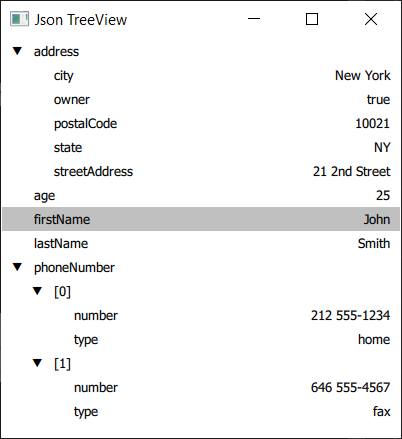 Json TreeView
address
city New York
owner true
postalCode 10021
state NY
streetAddress 21 2nd Street
age 25
firstName John
lastName Smith
phoneNumber
[0]
number 212 555-1234
type home
[1]
number 646 555-4567
type fax